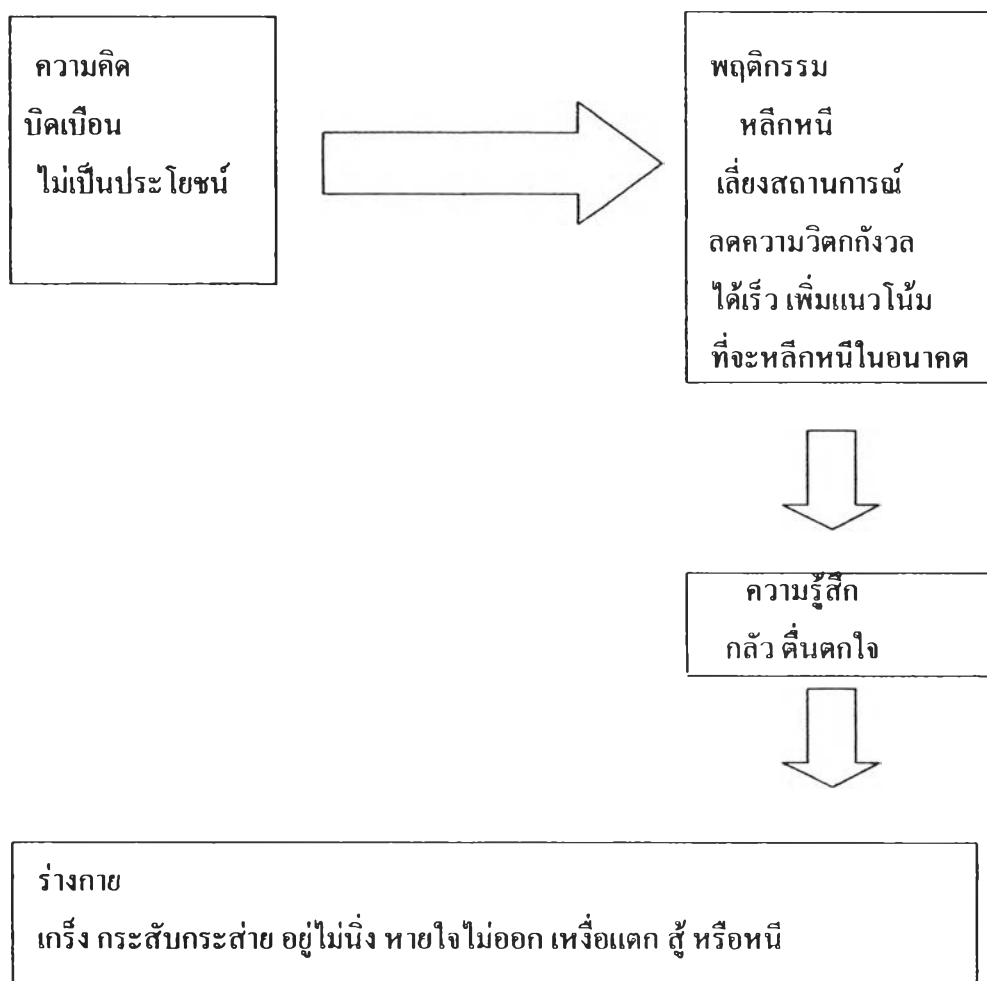 ความคิด
บิดเบือน
ไม่เป็นประโยชน์
พฤติกรรม
หลีกหนี
เลี่ยงสถานการณ์
ลดความวิตกกังวล
ได้เร็ว เพิ่มแนวโน้ม
ที่จะหลีกหนีในอนาคต
ความรู้สึก
กลัว ตื่นตกใจ
ร่างกาย
เกร็ง กระสับกระส่าย อยู่ไม่นิ่ง หายใจไม่ออก เหงื่อแตก สู้ หรือหนี